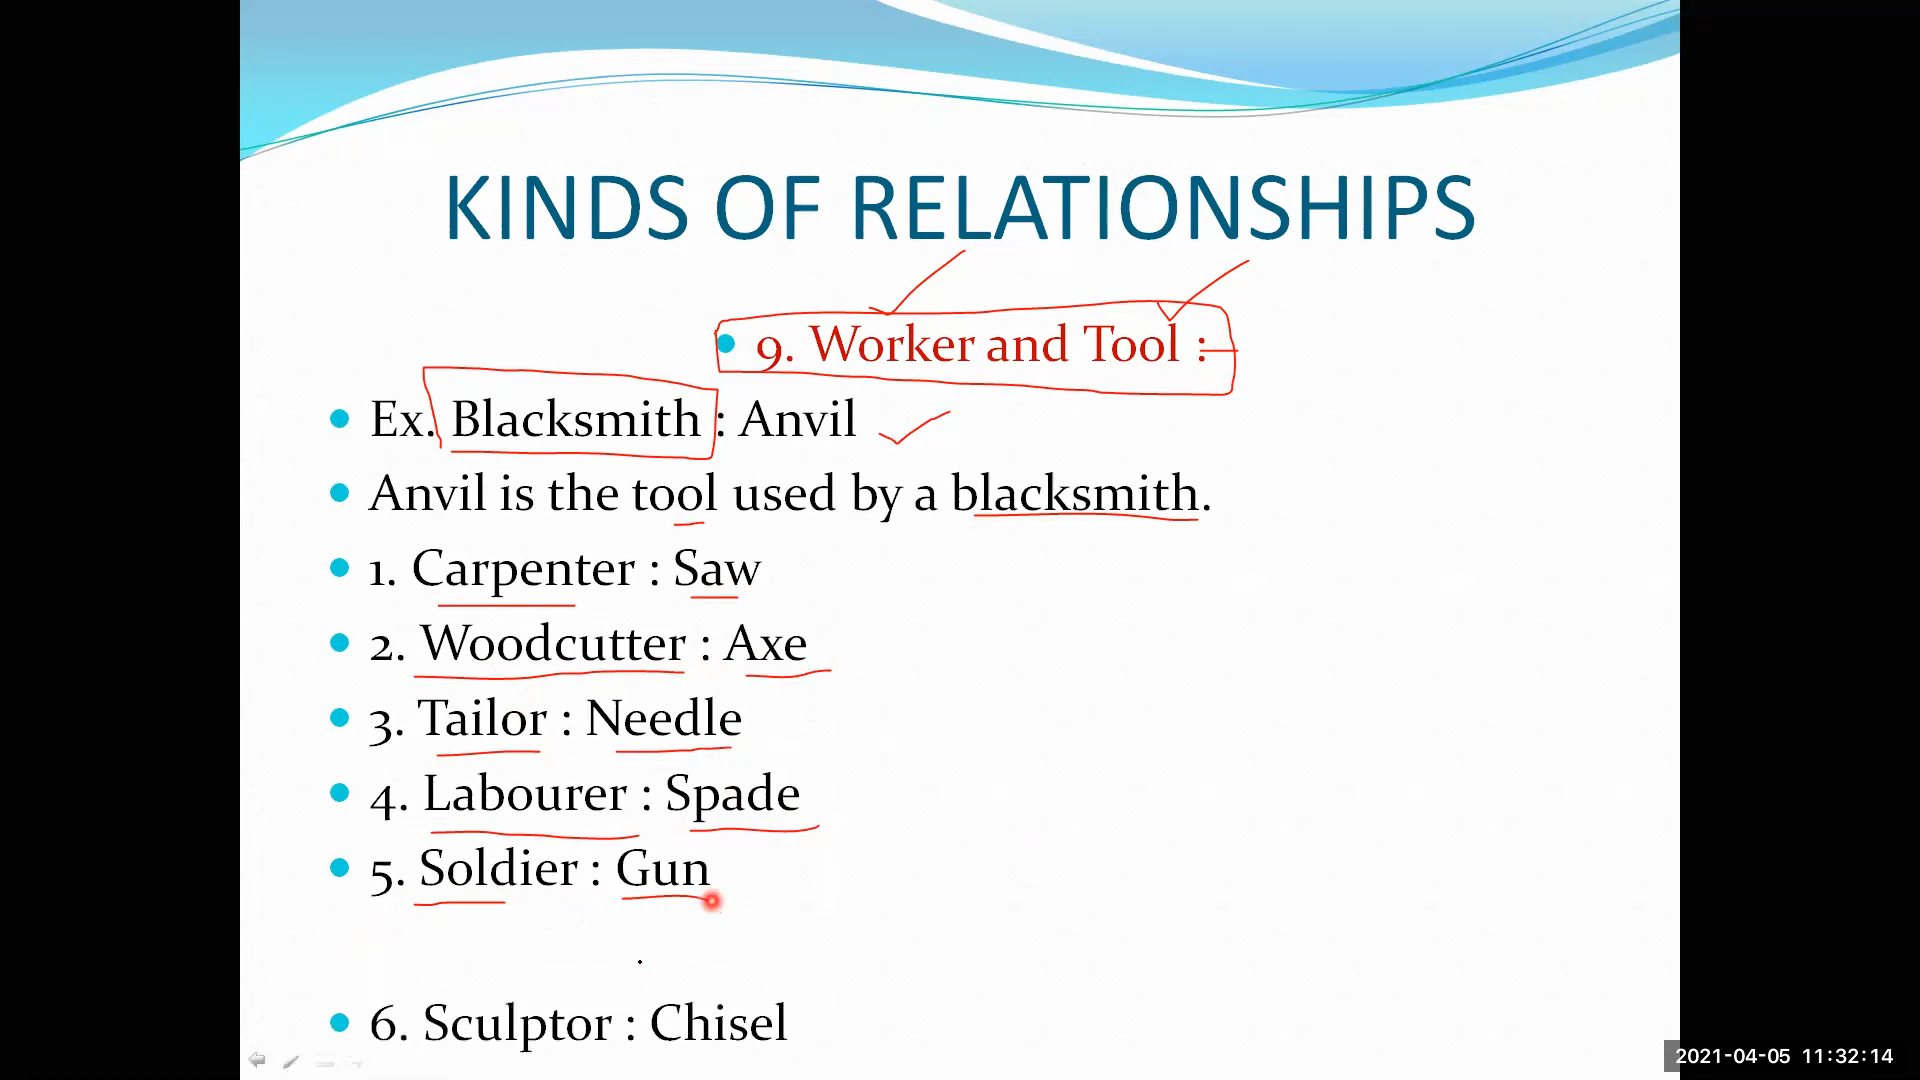 KINDS OF RELATIONSHIPS
9. Worker and Tool :-
Ex. Blacksmith : Anvil
Anvil is the tool used by a blacksmith.
1. Carpenter : Saw
2. Woodcutter : Axe
3. Tailor : Needle
4. Labourer : Spade
5. Soldier : Gun
.
6. Sculptor : Chisel
2021-04-05 11:32:14